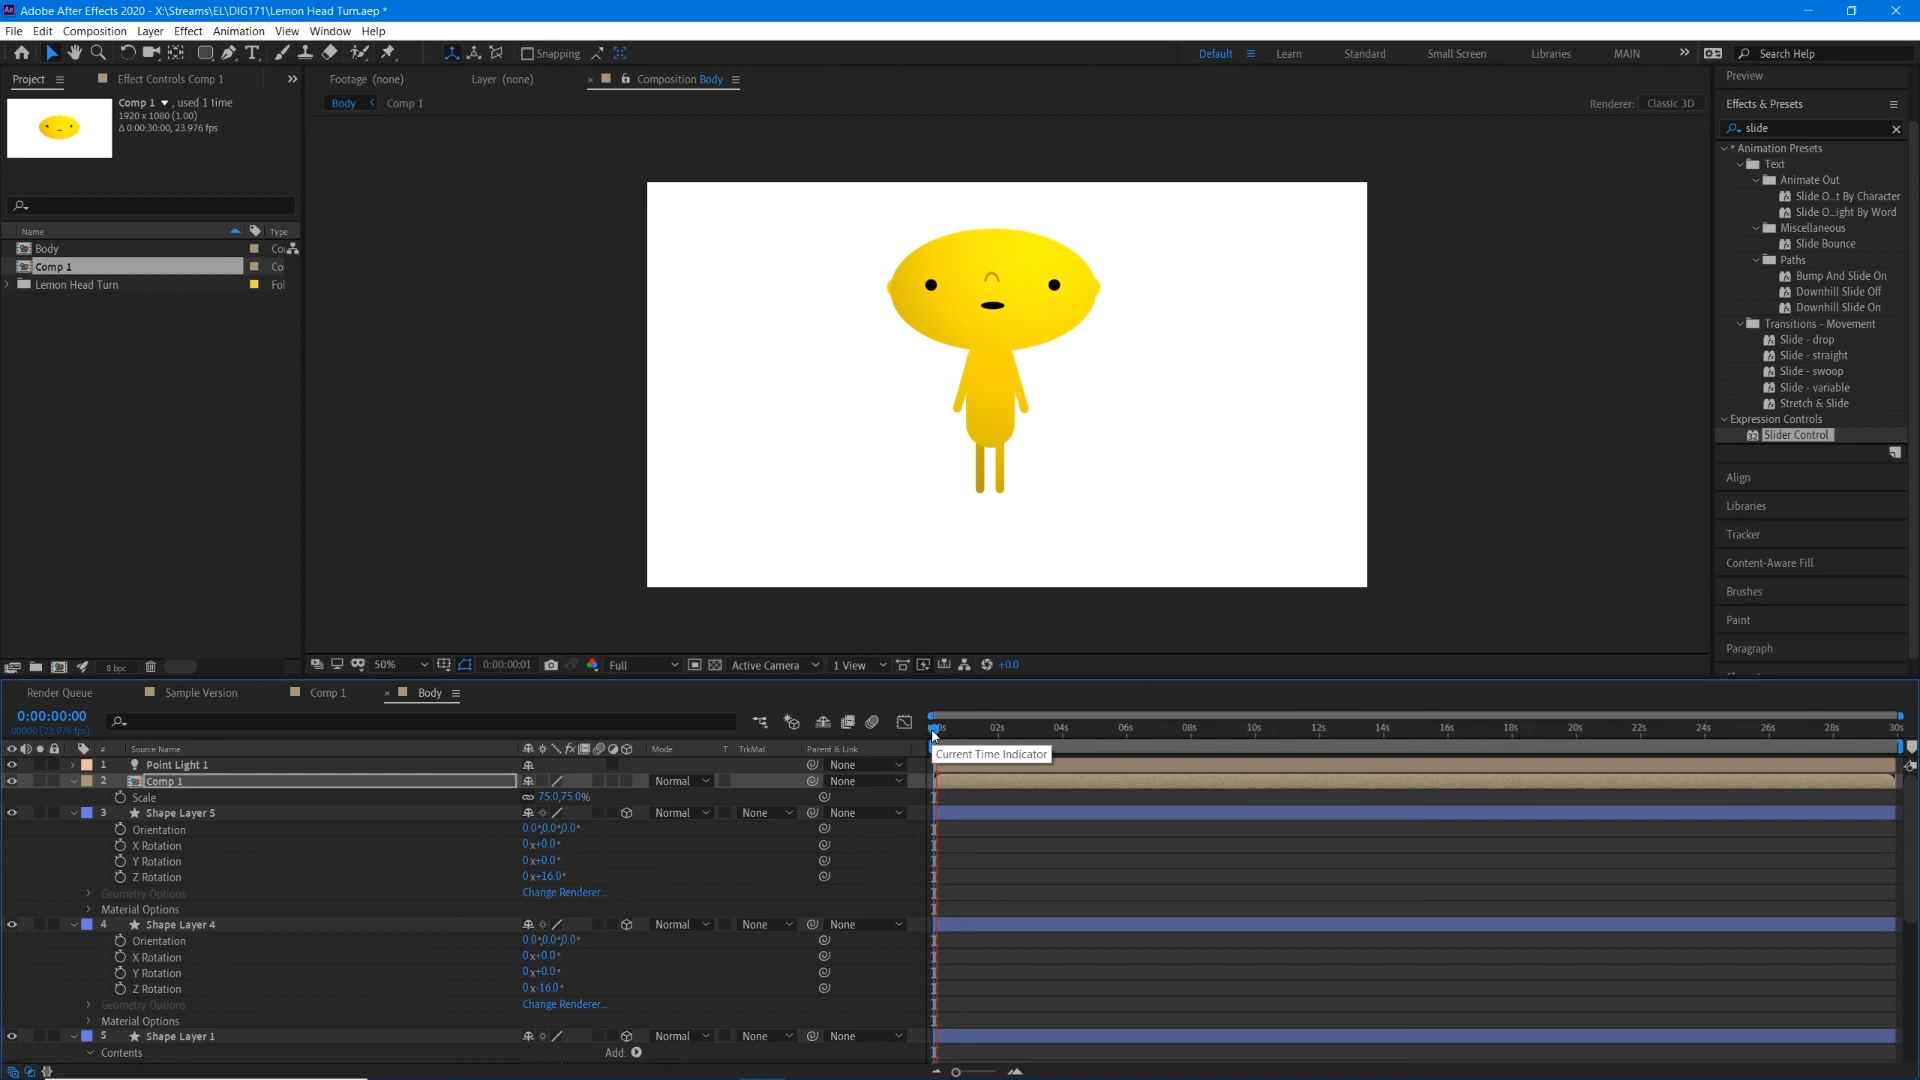 Adobe After Effects 2020 - X:\Streams\EL\DIG171\Lemon Head Turn.aep *
File Edit Composition Layer Effect Animation View Window Help
Snapping
Default Learn Standard Small Screen Libraries MAIN Search Help
Project Effect Controls Comp 1
Footage (none) Layer (none) Composition Body
Preview
Comp 1 , used 1 time
1920 x 1080 (1.00)
Δ 0:00:30:00, 23.976 fps
Body Comp 1
Renderer: Classic 3D
Effects & Presets
slide
* Animation Presets
Text
Animate Out
Slide O...t By Character
Slide O...ight By Word
Miscellaneous
Slide Bounce
Paths
Bump And Slide On
Downhill Slide Off
Downhill Slide On
Transitions - Movement
Slide - drop
Slide - straight
Slide - swoop
Slide - variable
Stretch & Slide
Expression Controls
Slider Control
Align
Libraries
Tracker
Content-Aware Fill
Brushes
Paint
Paragraph
Name Type
Body Co
Comp 1 Co
Lemon Head Turn Fol
8 bpc
50% 0:00:00:01 Full Active Camera 1 View +0.0
Render Queue Sample Version Comp 1 Body
0:00:00:00
00000 (23.976 fps)
02s 04s 06s 08s 10s 12s 14s 16s 18s 20s 22s 24s 26s 28s 30s
# Source Name Mode T TrkMat Parent & Link
Current Time Indicator
1 Point Light 1 None
2 Comp 1 Normal None
Scale 75.0,75.0%
3 Shape Layer 5 Normal None None
Orientation 0.0°,0.0°,0.0°
X Rotation 0x+0.0°
Y Rotation 0x+0.0°
Z Rotation 0x+16.0°
Geometry Options Change Renderer...
Material Options
4 Shape Layer 4 Normal None None
Orientation 0.0°,0.0°,0.0°
X Rotation 0x+0.0°
Y Rotation 0x+0.0°
Z Rotation 0x-16.0°
Geometry Options Change Renderer...
Material Options
5 Shape Layer 1 Normal None None
Contents Add: